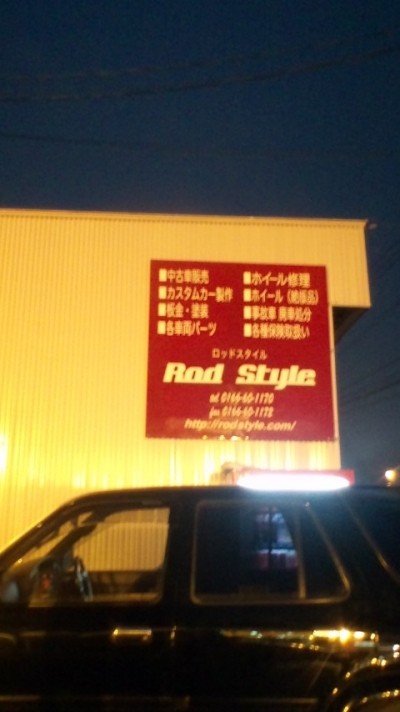 ■中古車販売 ■ホイール修理
■カスタムカー製作 ■ホイール(絶版品)
■板金・塗装 ■事故車 廃車処分
■各車両パーツ ■各種保険取扱い
ロッドスタイル
Rod Style
tel 0166-60-1170
fax 0166-60-1172
http://rodstyle.com/